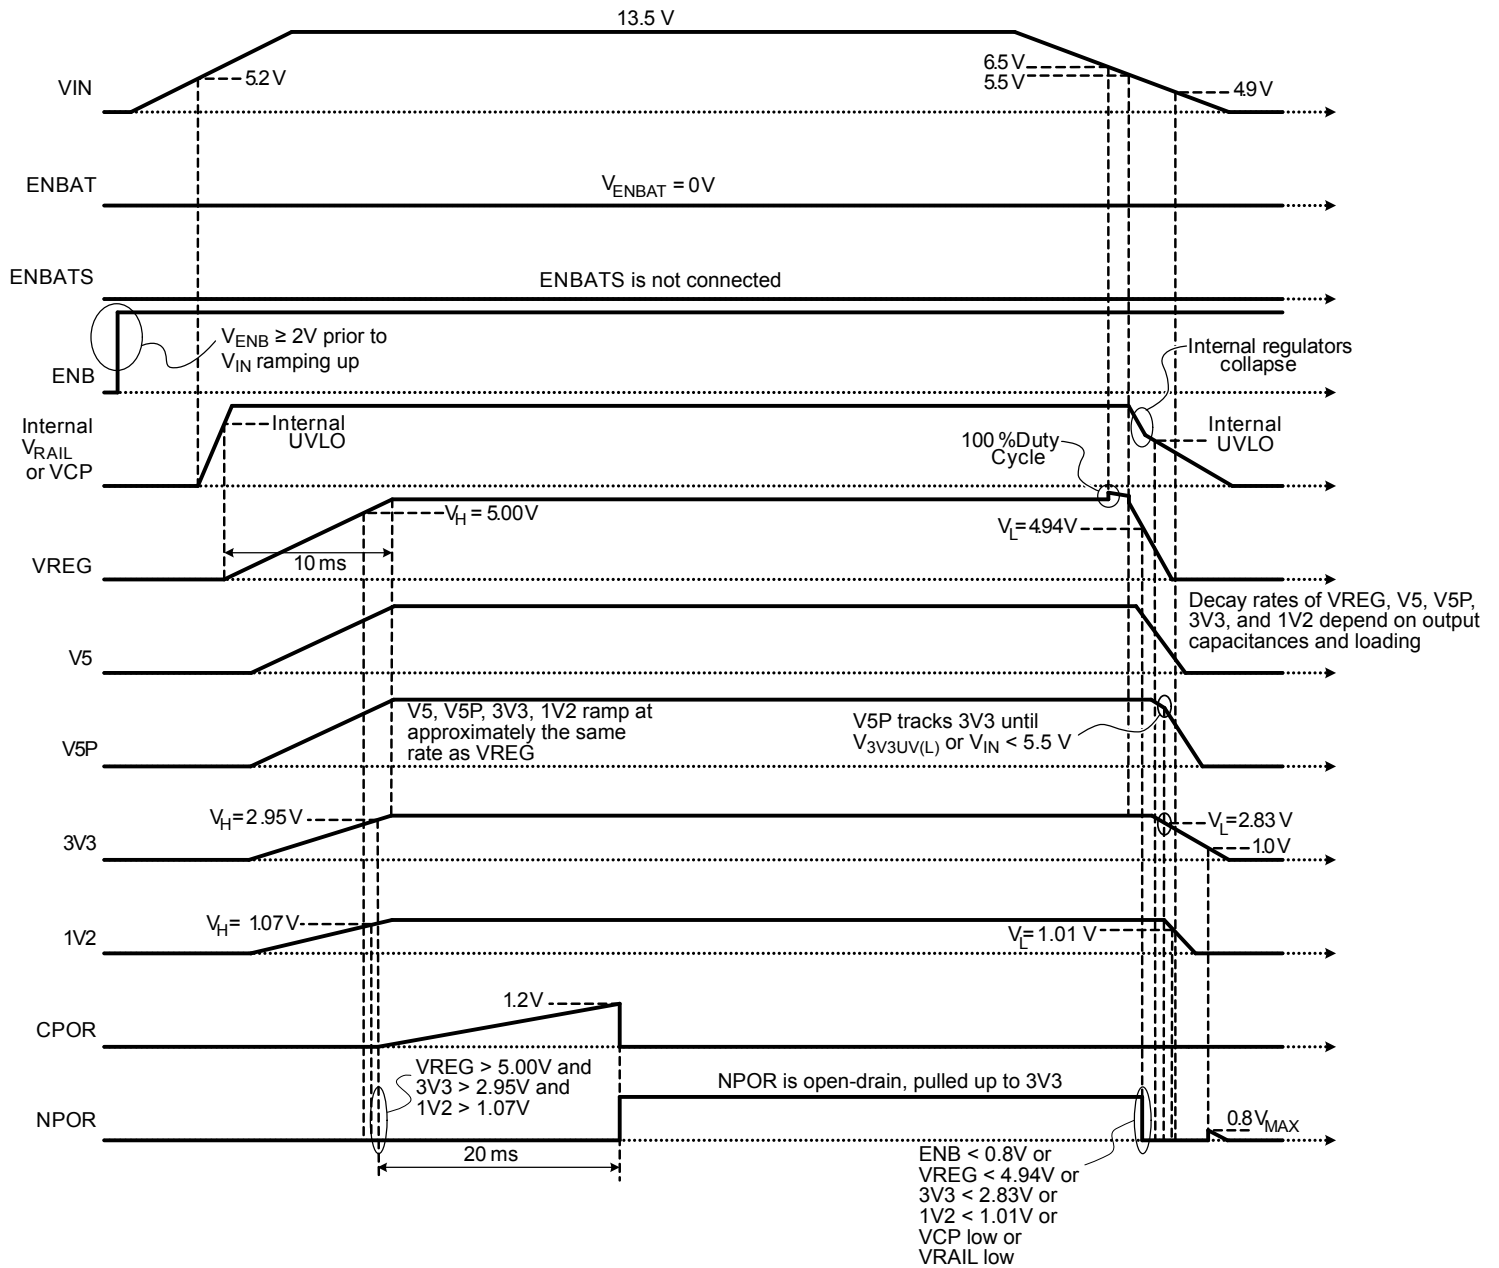 13.5 V
VIN
5.2 V
6.5 V
5.5 V
4.9 V
ENBAT
VENBAT = 0V
ENBATS
ENBATS is not connected
ENB
VENB ≥ 2V prior to
VIN ramping up
Internal regulators
collapse
Internal
VRAIL
or VCP
Internal
UVLO
100 %Duty
Cycle
Internal
UVLO
VREG
VH = 5.00V
10 ms
VL=4.94V
Decay rates of VREG, V5, V5P,
3V3, and 1V2 depend on output
capacitances and loading
V5
V5P
V5, V5P, 3V3, 1V2 ramp at
approximately the same
rate as VREG
V5P tracks 3V3 until
V3V3UV(L) or VIN < 5.5 V
3V3
VH=2.95V
VL=2.83 V
1.0V
1V2
VH= 1.07V
VL=1.01 V
CPOR
1.2V
NPOR
VREG > 5.00V and
3V3 > 2.95V and
1V2 > 1.07V
NPOR is open-drain, pulled up to 3V3
0.8VMAX
20 ms
ENB < 0.8V or
VREG < 4.94V or
3V3 < 2.83V or
1V2 < 1.01V or
VCP low or
VRAIL low